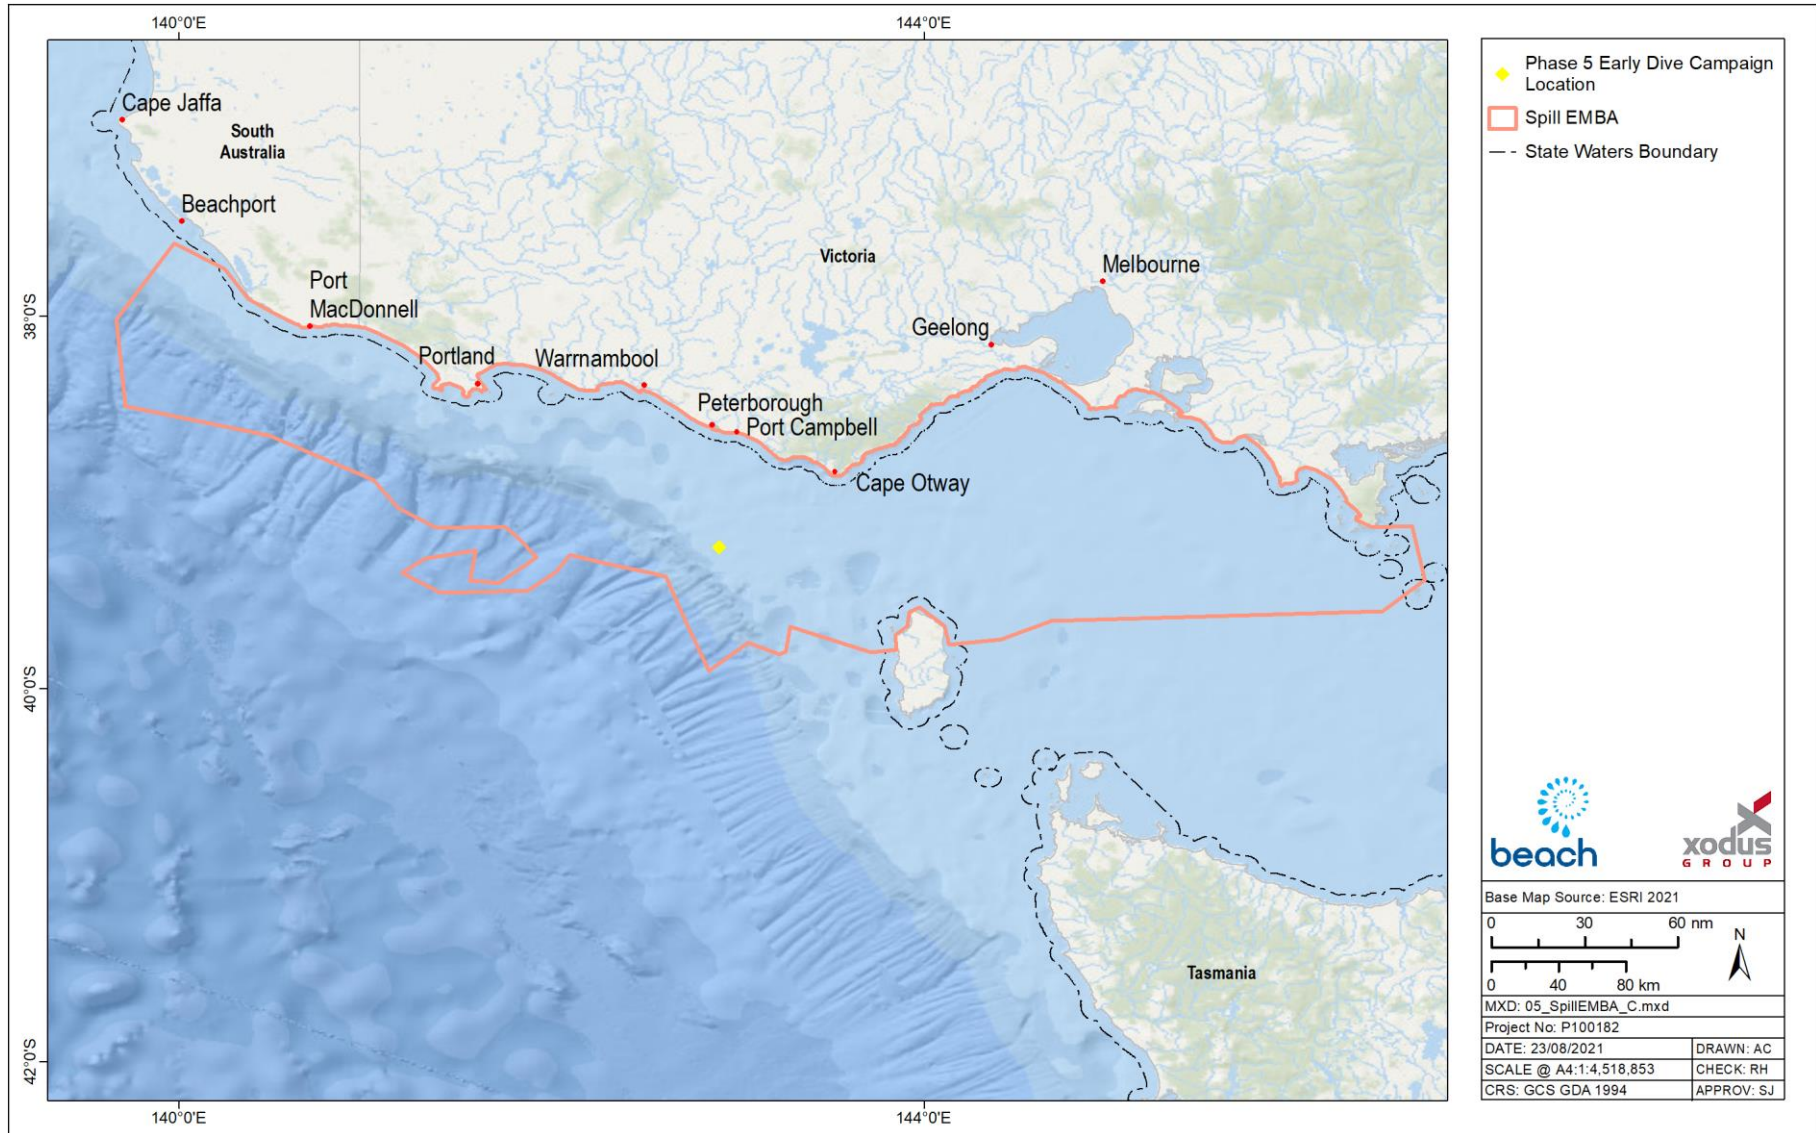 140°0'E
144°0'E
Cape Jaffa
South
Australia
Beachport
Port
MacDonnell
Portland
Warrnambool
Peterborough
Port Campbell
Cape Otway
Victoria
Melbourne
Geelong
Tasmania
38°0'S
40°0'S
42°0'S
140°0'E
144°0'E
Phase 5 Early Dive Campaign
Location
Spill EMBA
State Waters Boundary
beach
xodus
GROUP
Base Map Source: ESRI 2021
0 30 60 nm
N
0 40 80 km
MXD: 05_SpillEMBA_C.mxd
Project No: P100182
DATE: 23/08/2021
DRAWN: AC
SCALE @ A4:1:4,518,853
CHECK: RH
CRS: GCS GDA 1994
APPROV: SJ